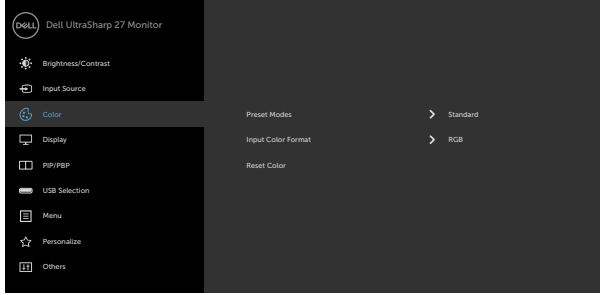 DELL Dell UltraSharp 27 Monitor
Brightness/Contrast
Input Source
Color Preset Modes Standard
Display Input Color Format RGB
PIP/PBP Reset Color
USB Selection
Menu
Personalize
Others